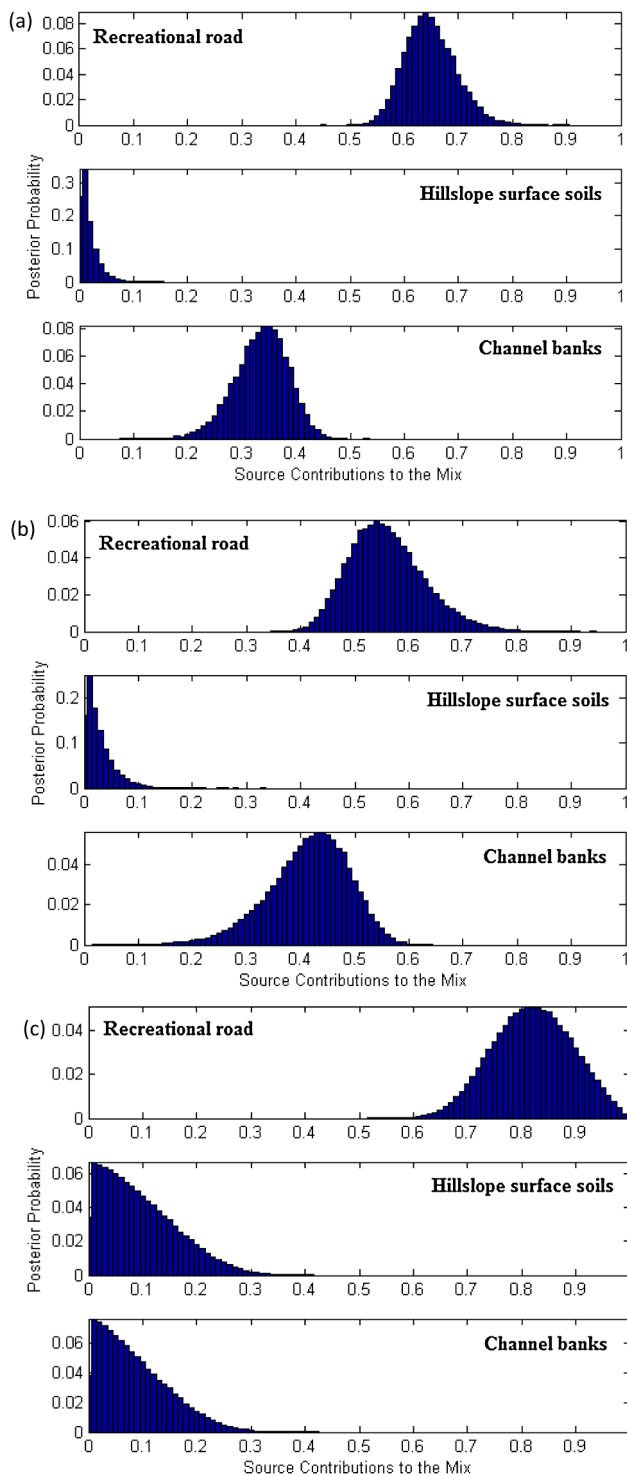 (a)
Recreational road
0.08
0.06
0.04
0.02
0
0 0.1 0.2 0.3 0.4 0.5 0.6 0.7 0.8 0.9 1
Hillslope surface soils
Posterior Probability
0.3
0.2
0.1
0
0 0.1 0.2 0.3 0.4 0.5 0.6 0.7 0.8 0.9 1
Channel banks
0.08
0.06
0.04
0.02
0
0 0.1 0.2 0.3 0.4 0.5 0.6 0.7 0.8 0.9 1
Source Contributions to the Mix
(b)
Recreational road
0.06
0.04
0.02
0
0 0.1 0.2 0.3 0.4 0.5 0.6 0.7 0.8 0.9 1
Hillslope surface soils
Posterior Probability
0.2
0.1
0
0 0.1 0.2 0.3 0.4 0.5 0.6 0.7 0.8 0.9 1
Channel banks
0.04
0.02
0
0 0.1 0.2 0.3 0.4 0.5 0.6 0.7 0.8 0.9 1
Source Contributions to the Mix
(c)
Recreational road
0.04
0.02
0
0 0.1 0.2 0.3 0.4 0.5 0.6 0.7 0.8 0.9
Hillslope surface soils
Posterior Probability
0.06
0.04
0.02
0
0 0.1 0.2 0.3 0.4 0.5 0.6 0.7 0.8 0.9
Channel banks
0.06
0.04
0.02
0
0 0.1 0.2 0.3 0.4 0.5 0.6 0.7 0.8 0.9
Source Contributions to the Mix